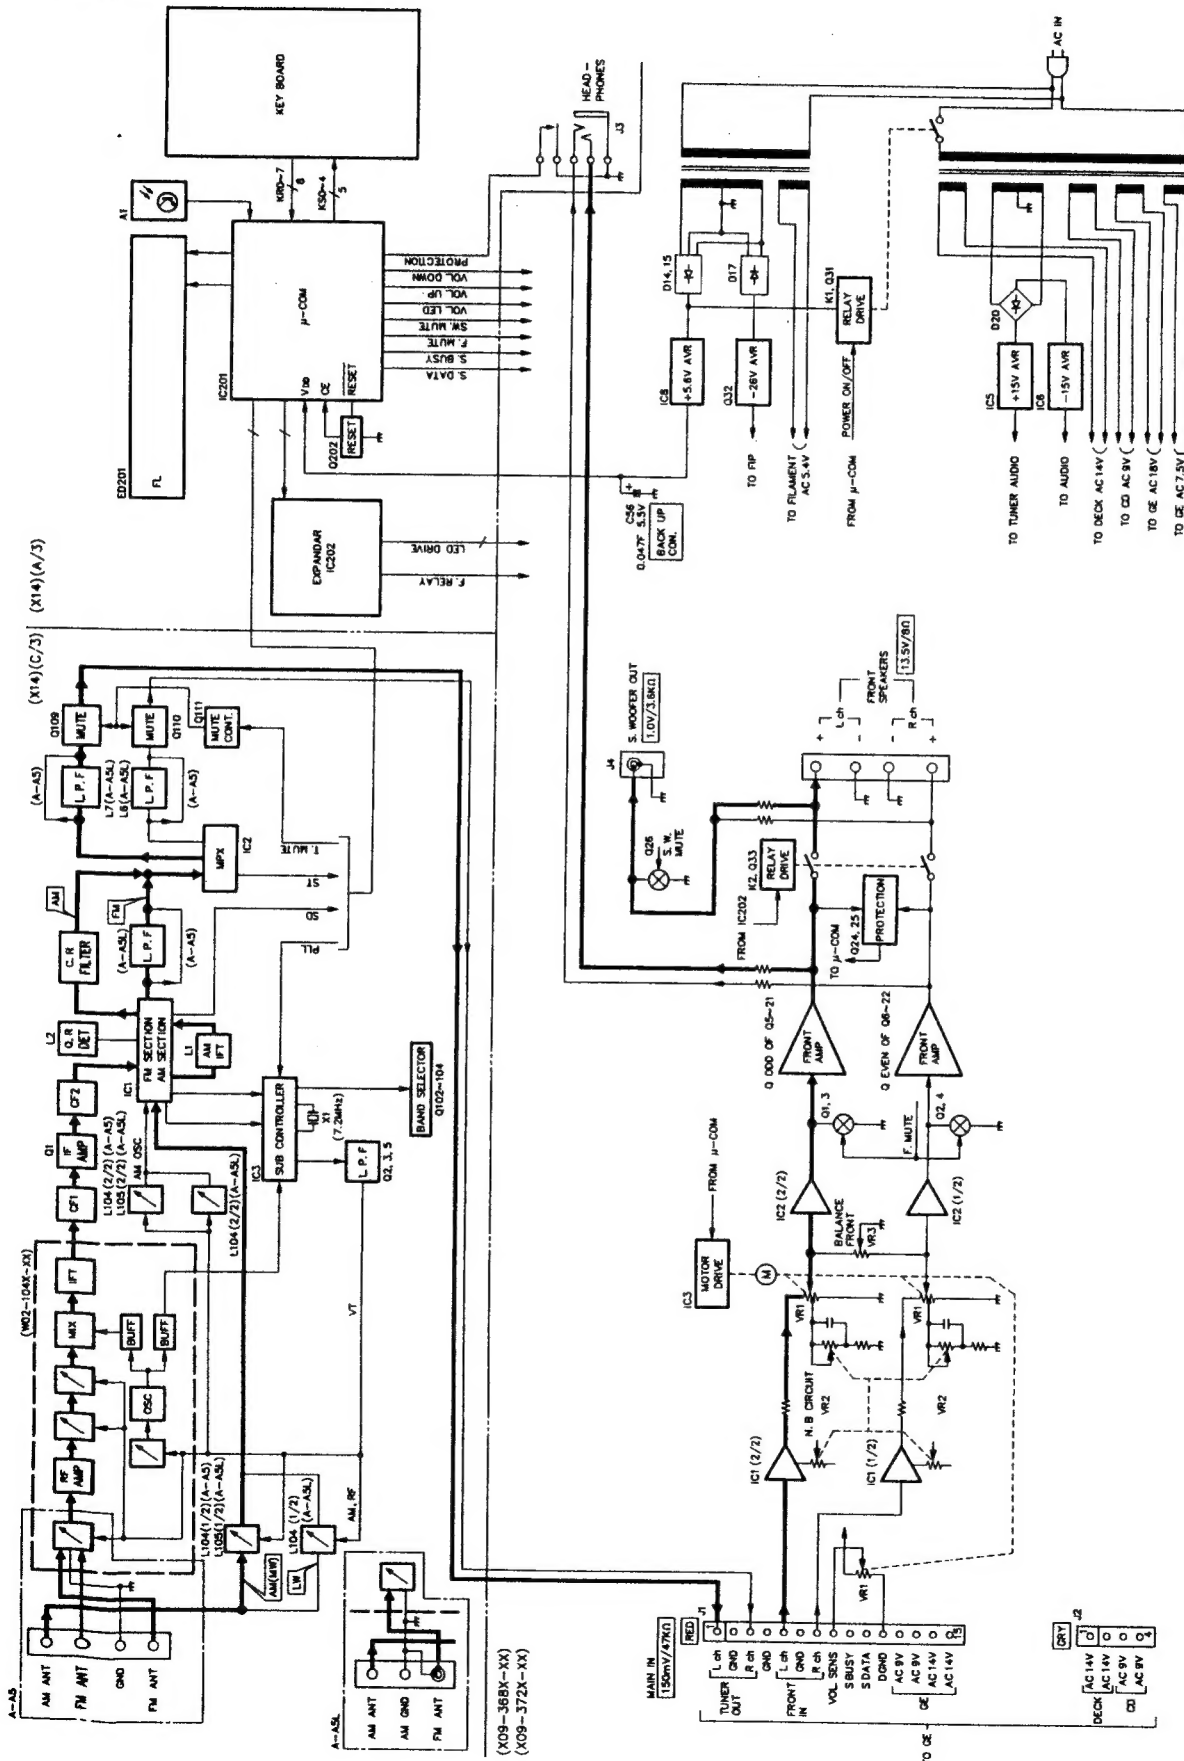 A-A5
AM ANT
FM ANT
GND
FM ANT
(W02-104X-XX)
RF AMP
MIX
IFT
CF1
Q1
IF AMP
CF2
OSC
BUFF
BUFF
L2
Q.R DET
C.R FILTER
AM
IC1
FM SECTION
AM SECTION
L1
AM IFT
(A-A5L)
L.P.F
(A-A5)
FM
MPX
IC2
(A-A5)
L.P.F
L7(A-A5L)
L6(A-A5L)
L.P.F
(A-A5)
Q109
MUTE
MUTE
Q110
Q111
MUTE CONT.
T. MUTE
ST
SD
PLL
L104(2/2)(A-A5)
L105(2/2)(A-A5L)
AM OSC
L104(2/2)(A-A5L)
IC3
SUB CONTROLLER
X1
(7.2MHz)
BAND SELECTOR
Q102~104
L.P.F
Q2, 3, 5
VT
L104(1/2)(A-A5)
L105(1/2)(A-A5L)
L104(1/2)
(A-A5L)
AM(MW)
LW
AM, RF
A-A5L
AM ANT
AM GND
FM ANT
(X09-368X-XX)
(X09-372X-XX)
(X14)(C/3)
(X14)(A/3)
ED201
FL
A1
KEY BOARD
KR0~7
8
KS0~4
5
μ-COM
IC201
VDD
CE
RESET
Q202
RESET
PROTECTION
VOL. DOWN
VOL. UP
VOL. LED
SW. MUTE
F. MUTE
S. BUSY
S. DATA
EXPANDAR
IC202
LED DRIVE
F. RELAY
HEAD-PHONES
J3
C56
0.047F 5.5V
BACK UP CON.
D14, 15
D17
IC8
+5.6V AVR
Q32
-26V AVR
TO FIP
TO FILAMENT
AC 5.4V
K1, Q31
RELAY DRIVE
POWER ON/OFF
FROM μ-COM
AC IN
D20
IC5
+15V AVR
IC6
-15V AVR
TO TUNER AUDIO
TO AUDIO
TO DECK AC 14V
TO CD AC 9V
TO GE AC 18V
TO GE AC 7.5V
J4
S. WOOFER OUT
1.0V/3.6KΩ
Q26
S. W. MUTE
K2, Q33
RELAY DRIVE
FROM IC202
Q24, 25
PROTECTION
TO μ-COM
L ch
FRONT SPEAKERS
R ch
13.5V/8Ω
Q ODD OF Q5~21
FRONT AMP
Q EVEN OF Q6~22
FRONT AMP
Q1, 3
Q2, 4
F. MUTE
IC2 (2/2)
IC2 (1/2)
BALANCE FRONT
VR3
FROM μ-COM
IC3
MOTOR DRIVE
M
VR1
VR1
N. B CIRCUIT
VR2
VR2
IC1 (2/2)
IC1 (1/2)
VR1
MAIN IN
150mV/47KΩ
RED
J1
1
L ch
GND
R ch
GND
L ch
GND
R ch
VOL. SENS
S BUSY
S DATA
DGND
AC 9V
AC 9V
AC 14V
AC 14V
15
TUNER OUT
FRONT IN
GE
GRY
J2
1
AC 14V
AC 14V
AC 9V
AC 9V
4
DECK
CD
TO GE